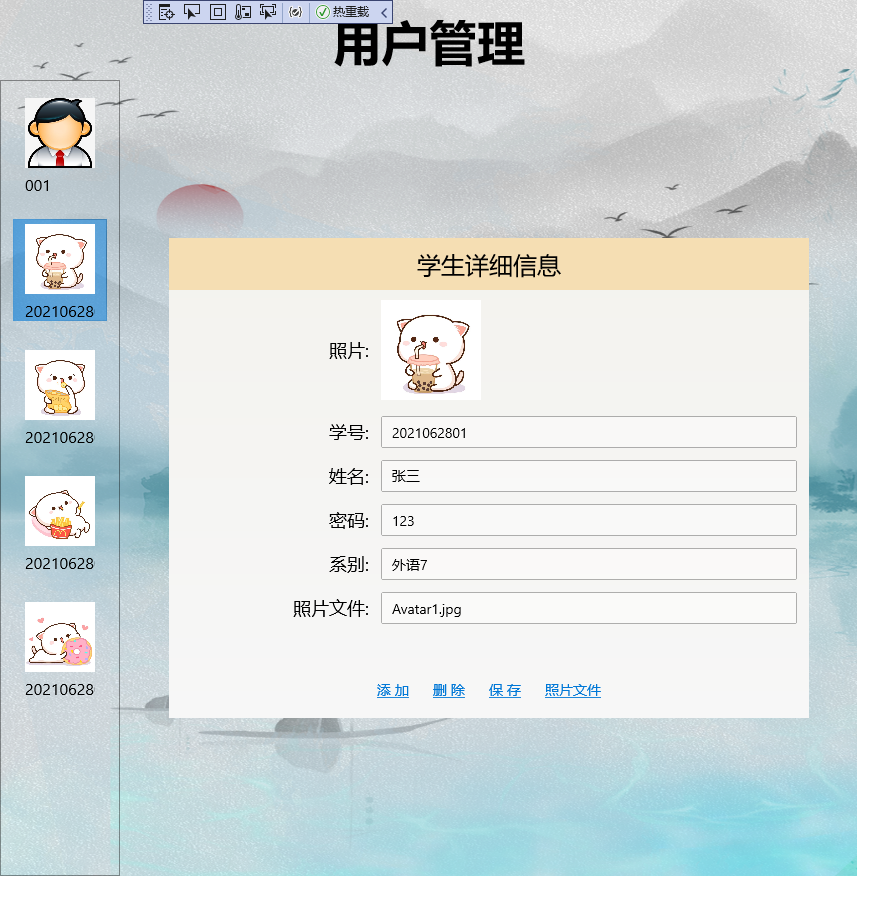 热重载
用户管理
001
20210628
20210628
20210628
20210628
学生详细信息
照片:
学号: 2021062801
姓名: 张三
密码: 123
系别: 外语7
照片文件: Avatar1.jpg
添 加 删 除 保 存 照片文件